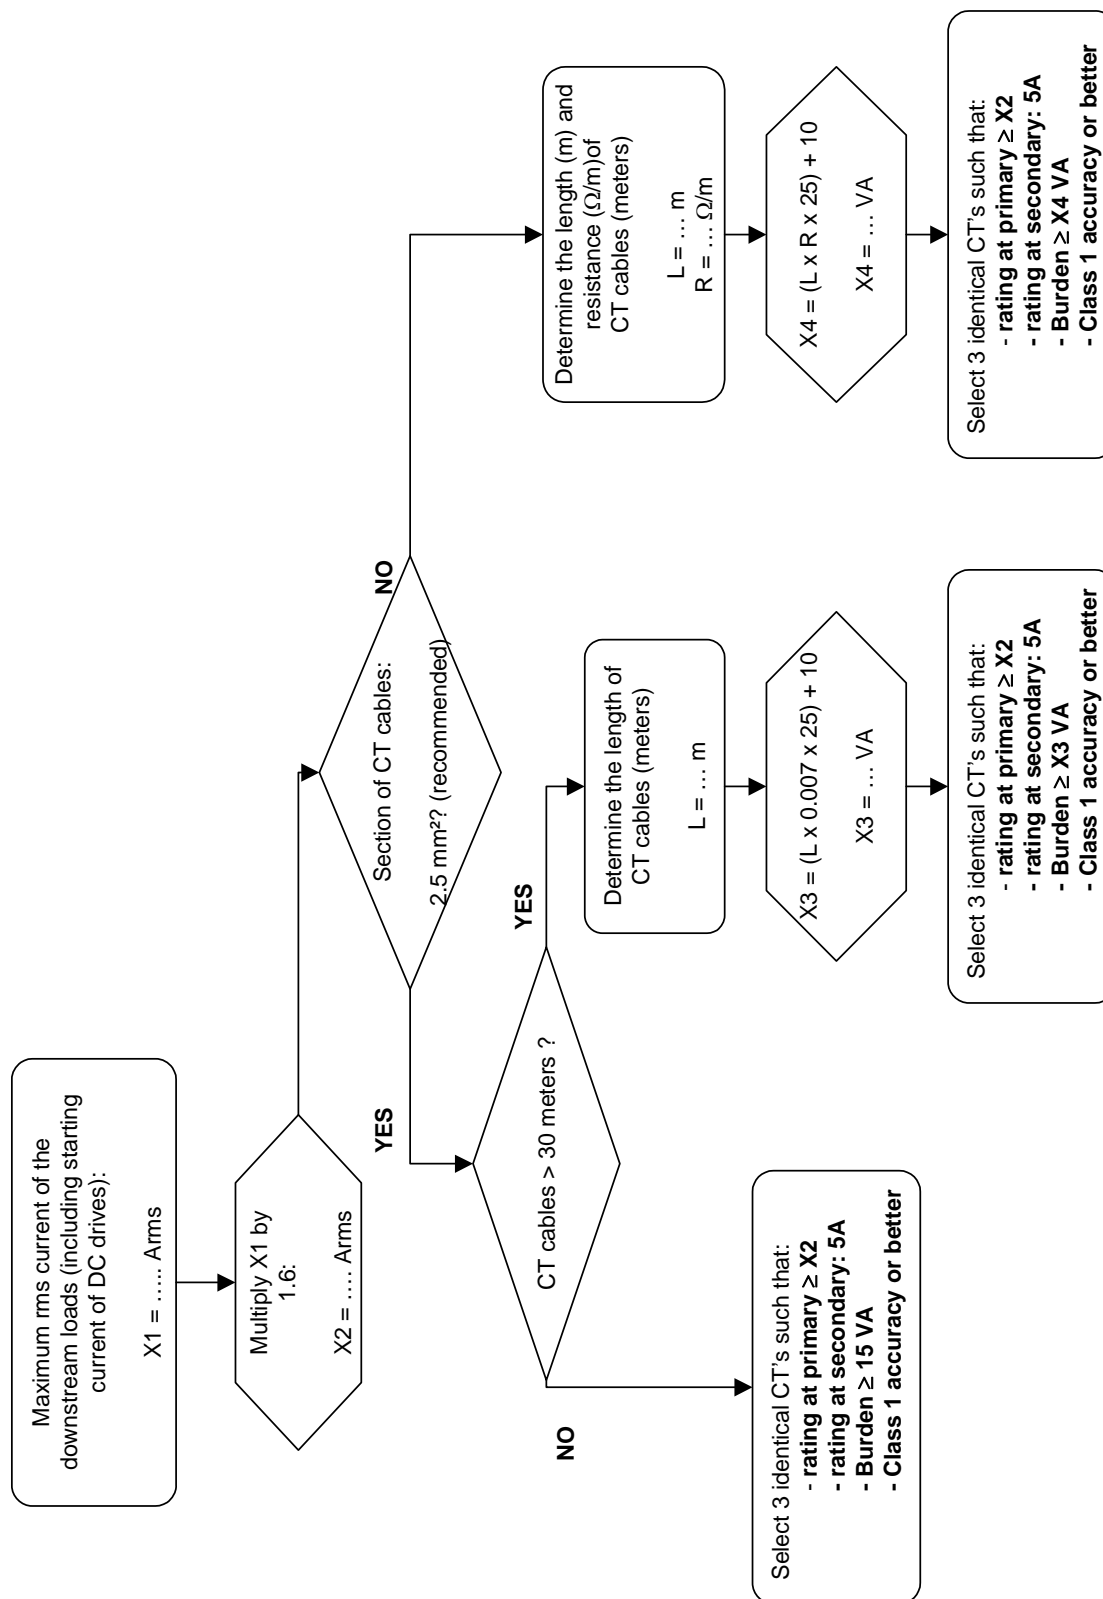 Maximum rms current of the
downstream loads (including starting
current of DC drives):
X1 = ..... Arms
Multiply X1 by
1.6:
X2 = .... Arms
Section of CT cables:
2.5 mm²? (recommended)
YES
NO
CT cables > 30 meters ?
NO
YES
Select 3 identical CT's such that:
- rating at primary ≥ X2
- rating at secondary: 5A
- Burden ≥ 15 VA
- Class 1 accuracy or better
Determine the length of
CT cables (meters)
L = ... m
X3 = (L x 0.007 x 25) + 10
X3 = ... VA
Select 3 identical CT's such that:
- rating at primary ≥ X2
- rating at secondary: 5A
- Burden ≥ X3 VA
- Class 1 accuracy or better
Determine the length (m) and
resistance (Ω/m)of
CT cables (meters)
L = ... m
R = ... Ω/m
X4 = (L x R x 25) + 10
X4 = ... VA
Select 3 identical CT's such that:
- rating at primary ≥ X2
- rating at secondary: 5A
- Burden ≥ X4 VA
- Class 1 accuracy or better